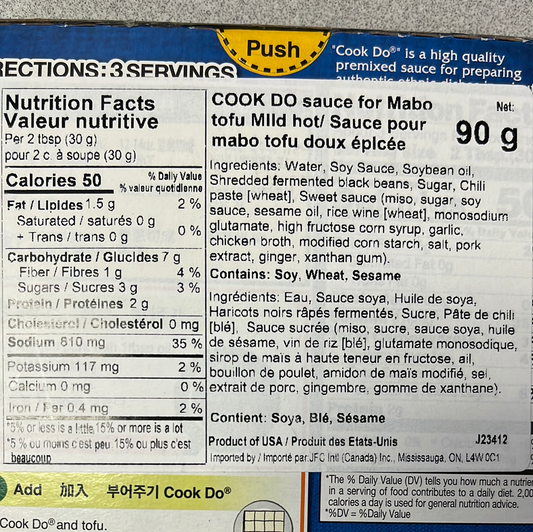 Push
"Cook Do®" is a high quality
premixed sauce for preparing
authentic ethnic
RECTIONS: 3 SERVINGS
Nutrition Facts
Valeur nutritive
Per 2 tbsp (30 g)
pour 2 c. à soupe (30 g)
Calories 50
% Daily Value
% valeur quotidienne
Fat / Lipides 1.5 g 2 %
Saturated / saturés 0 g
+ Trans / trans 0 g 0 %
Carbohydrate / Glucides 7 g
Fiber / Fibres 1 g 4 %
Sugars / Sucres 3 g 3 %
Protein / Protéines 2 g
Cholesterol / Cholestérol 0 mg
Sodium 810 mg 35 %
Potassium 117 mg 2 %
Calcium 0 mg 0 %
Iron / Fer 0.4 mg 2 %
*5% or less is a little 15% or more is a lot
*5 % ou moins c'est peu 15% ou plus c'est
beaucoup
COOK DO sauce for Mabo
tofu Mild hot/ Sauce pour
mabo tofu doux épicée
Net:
90 g
Ingredients: Water, Soy Sauce, Soybean oil,
Shredded fermented black beans, Sugar, Chili
paste [wheat], Sweet sauce (miso, sugar, soy
sauce, sesame oil, rice wine [wheat], monosodium
glutamate, high fructose corn syrup, garlic,
chicken broth, modified corn starch, salt, pork
extract, ginger, xanthan gum).
Contains: Soy, Wheat, Sesame
Ingrédients: Eau, Sauce soya, Huile de soya,
Haricots noirs râpés fermentés, Sucre, Pâte de chili
[blé], Sauce sucrée (miso, sucre, sauce soya, huile
de sésame, vin de riz [blé], glutamate monosodique,
sirop de maïs à haute teneur en fructose, ail,
bouillon de poulet, amidon de maïs modifié, sel,
extrait de porc, gingembre, gomme de xanthane).
Contient: Soya, Blé, Sésame
Product of USA / Produit des Etats-Unis J23412
Imported by / Importé par JFC Intl (Canada) Inc., Mississauga, ON, L4W 0C1
Add 加入 부어주기 Cook Do®
Cook Do® and tofu.
*The % Daily Value (DV) tells you how much a nutrie
in a serving of food contributes to a daily diet. 2,00
calories a day is used for general nutrition advice.
*%DV = %Daily Value